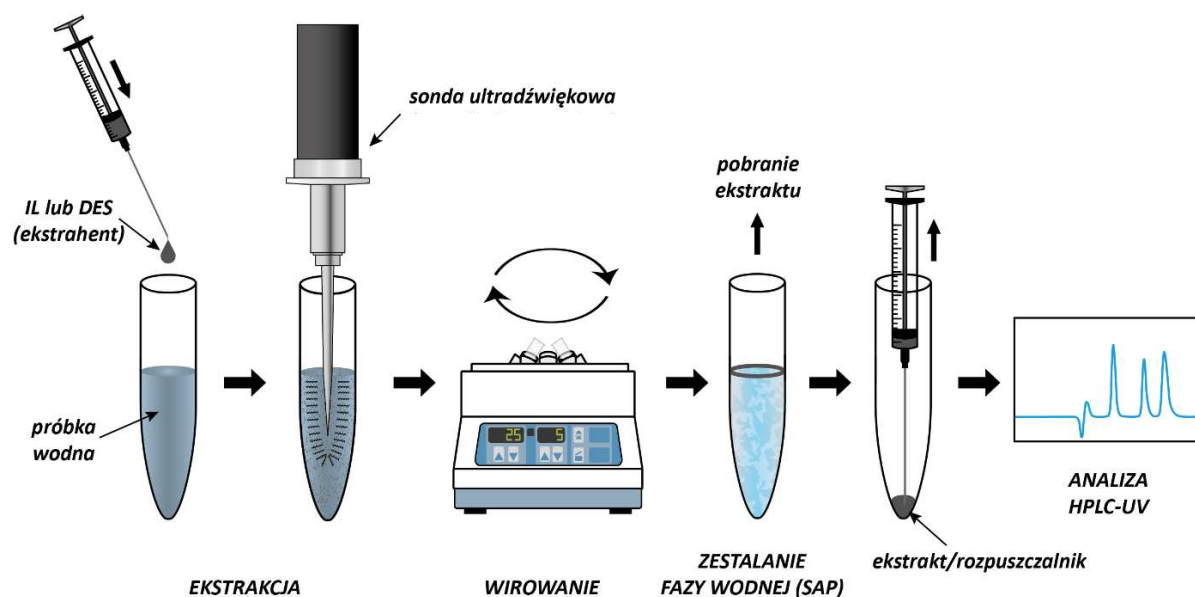 sonda ultradźwiękowa
IL lub DES
(ekstrahent)
próbka
wodna
25 5
pobranie
ekstraktu
ekstrakt/rozpuszczalnik
ANALIZA
HPLC-UV
EKSTRAKCJA
WIROWANIE
ZESTALANIE
FAZY WODNEJ (SAP)